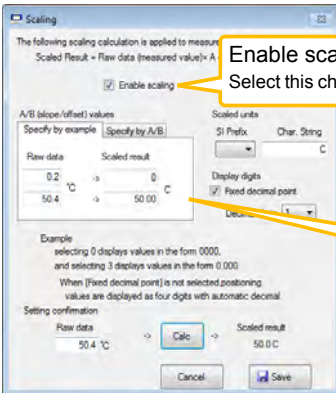 Scaling
The following scaling calculation is applied to measure
Scaled Result = Raw data (measured value)× A
Enable sca
Select this ch
Enable scaling
A/B (slope/offset) values
Scaled units
Specify by example Specify by A/B
SI Prefix Char. String
C
Raw data Scaled result
0.2 -> 0
°C C
50.4 -> 50.00
Display digits
Fixed decimal point
1
Example
selecting 0 displays values in the form 0000,
and selecting 3 displays values in the form 0.000
When [Fixed decimal point] is not selected,positioning
values are displayed as four digits with automatic decimal.
Setting confirmation
Raw data Scaled result
50.4 °C -> Calc -> 50.0 C
Cancel Save